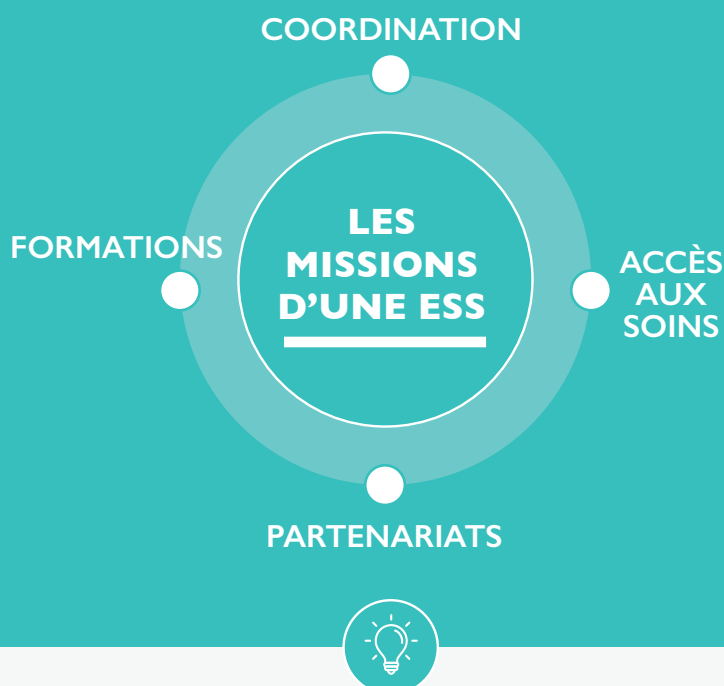 COORDINATION
FORMATIONS
LES
MISSIONS
D’UNE ESS
ACCÈS
AUX
SOINS
PARTENARIATS